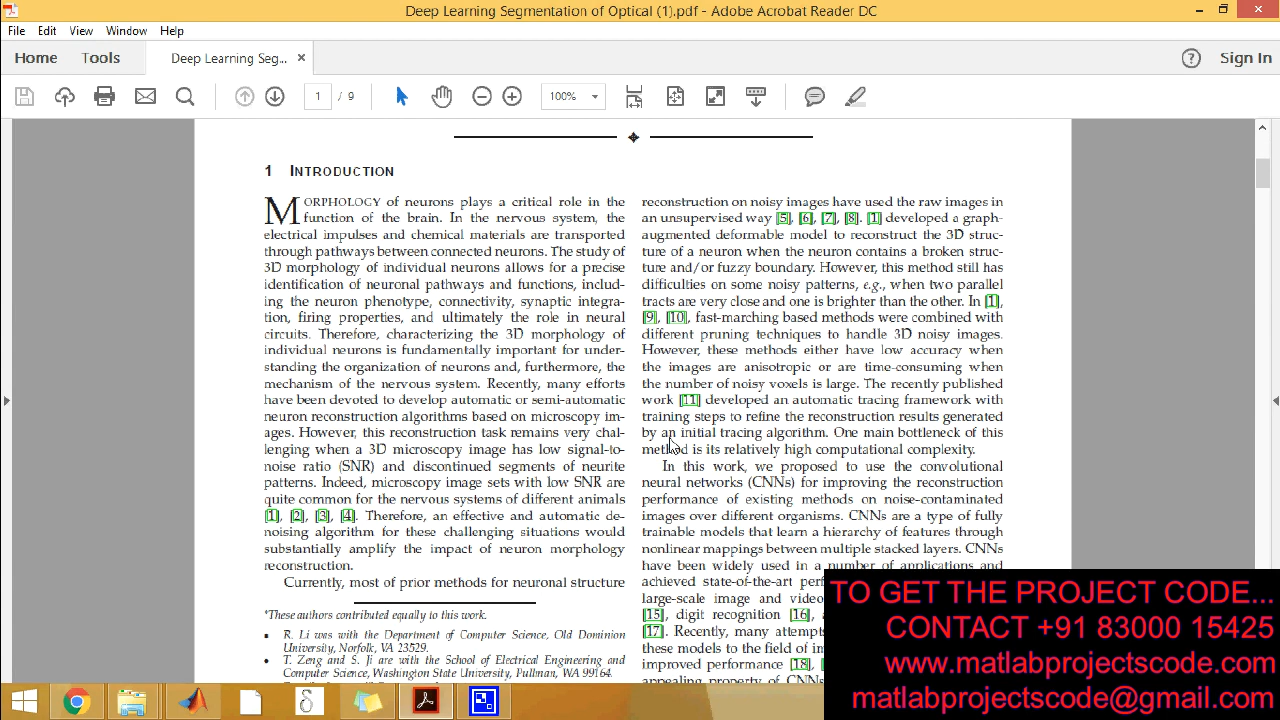 Deep Learning Segmentation of Optical (1).pdf - Adobe Acrobat Reader DC
File Edit View Window Help
Home Tools Deep Learning Seg... × Sign In
1 / 9 100%
1 INTRODUCTION
MORPHOLOGY of neurons plays a critical role in the
function of the brain. In the nervous system, the
electrical impulses and chemical materials are transported
through pathways between connected neurons. The study of
3D morphology of individual neurons allows for a precise
identification of neuronal pathways and functions, includ-
ing the neuron phenotype, connectivity, synaptic integra-
tion, firing properties, and ultimately the role in neural
circuits. Therefore, characterizing the 3D morphology of
individual neurons is fundamentally important for under-
standing the organization of neurons and, furthermore, the
mechanism of the nervous system. Recently, many efforts
have been devoted to develop automatic or semi-automatic
neuron reconstruction algorithms based on microscopy im-
ages. However, this reconstruction task remains very chal-
lenging when a 3D microscopy image has low signal-to-
noise ratio (SNR) and discontinued segments of neurite
patterns. Indeed, microscopy image sets with low SNR are
quite common for the nervous systems of different animals
[1], [2], [3], [4]. Therefore, an effective and automatic de-
noising algorithm for these challenging situations would
substantially amplify the impact of neuron morphology
reconstruction.
Currently, most of prior methods for neuronal structure
*These authors contributed equally to this work.
R. Li was with the Department of Computer Science, Old Dominion
University, Norfolk, VA 23529.
T. Zeng and S. Ji are with the School of Electrical Engineering and
Computer Science, Washington State University, Pullman, WA 99164.
reconstruction on noisy images have used the raw images in
an unsupervised way [5], [6], [7], [8]. [1] developed a graph-
augmented deformable model to reconstruct the 3D struc-
ture of a neuron when the neuron contains a broken struc-
ture and/or fuzzy boundary. However, this method still has
difficulties on some noisy patterns, e.g., when two parallel
tracts are very close and one is brighter than the other. In [1],
[9], [10], fast-marching based methods were combined with
different pruning techniques to handle 3D noisy images.
However, these methods either have low accuracy when
the images are anisotropic or are time-consuming when
the number of noisy voxels is large. The recently published
work [11] developed an automatic tracing framework with
training steps to refine the reconstruction results generated
by an initial tracing algorithm. One main bottleneck of this
method is its relatively high computational complexity.
In this work, we proposed to use the convolutional
neural networks (CNNs) for improving the reconstruction
performance of existing methods on noise-contaminated
images over different organisms. CNNs are a type of fully
trainable models that learn a hierarchy of features through
nonlinear mappings between multiple stacked layers. CNNs
have been widely used in a number of applications and
achieved state-of-the-art
large-scale image and video
[15], digit recognition [16],
[17]. Recently, many
these models to the field of
improved performance [18],
appealing property of CNNs
TO GET THE PROJECT CODE...
CONTACT +91 83000 15425
www.matlabprojectscode.com
matlabprojectscode@gmail.com